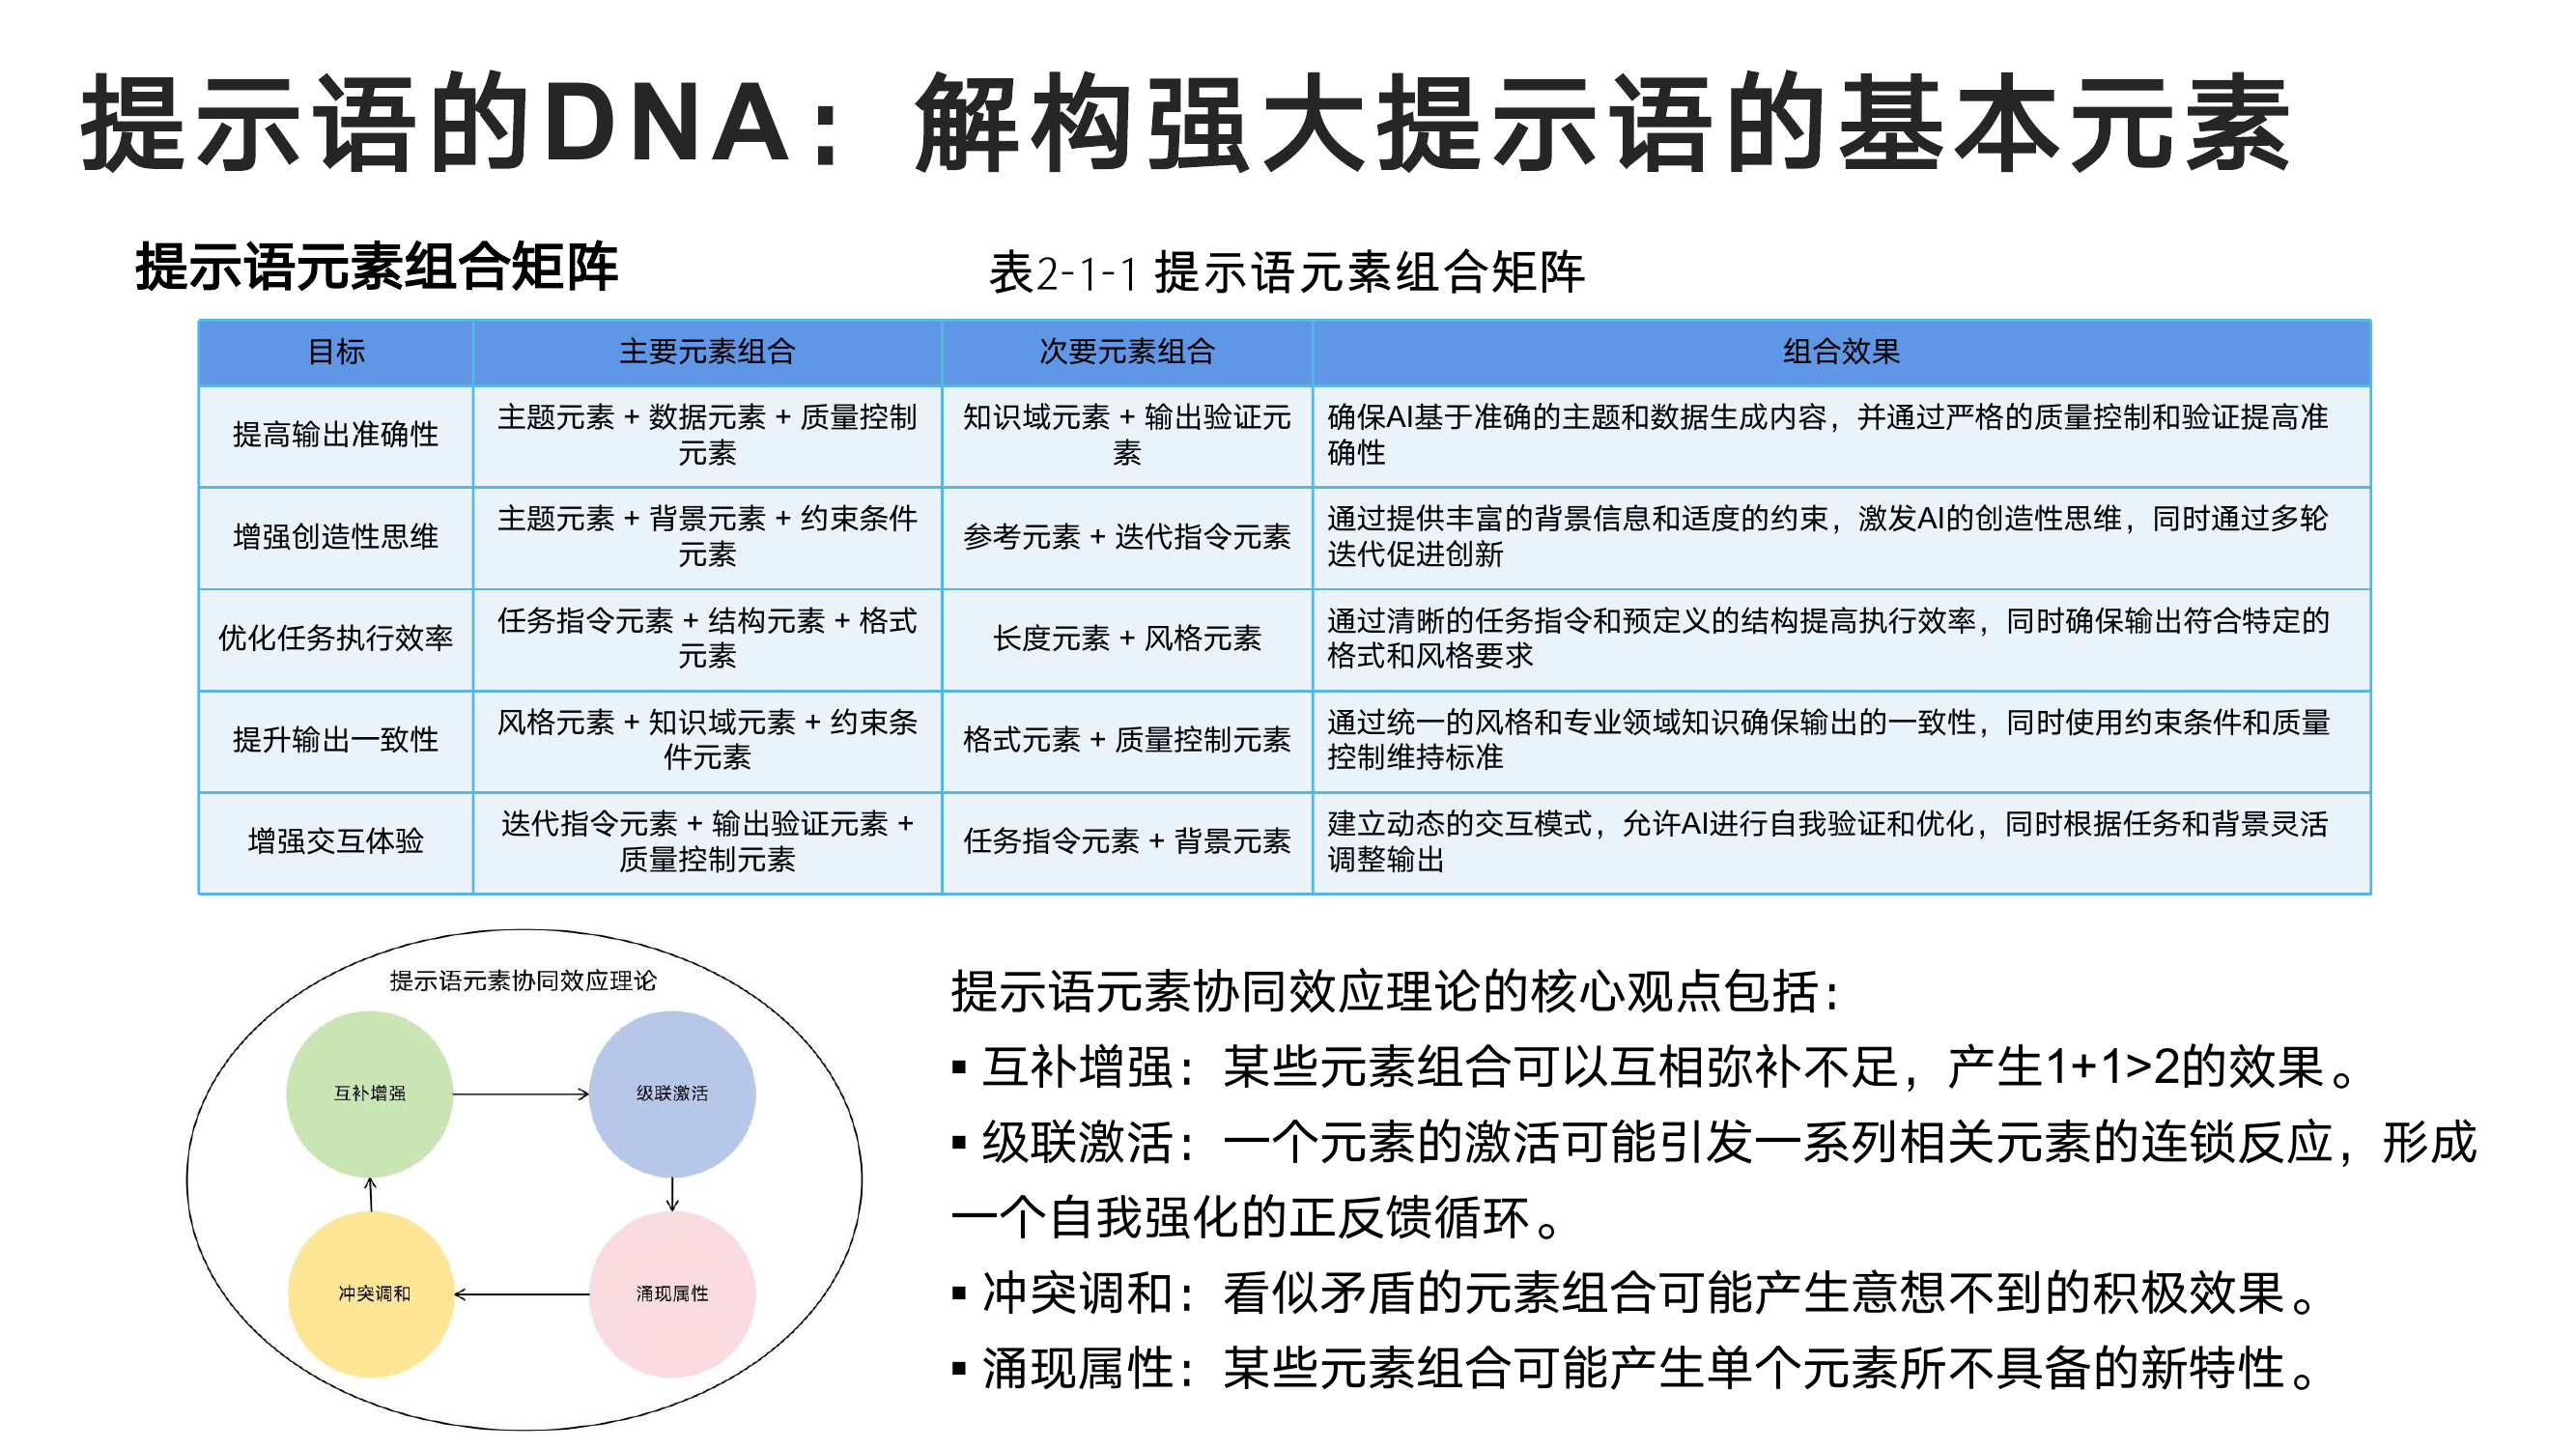 提示语的DNA：解构强大提示语的基本元素
提示语元素组合矩阵
表2-1-1 提示语元素组合矩阵
目标
主要元素组合
次要元素组合
组合效果
提高输出准确性
主题元素 + 数据元素 + 质量控制
元素
知识域元素 + 输出验证元
素
确保AI基于准确的主题和数据生成内容，并通过严格的质量控制和验证提高准
确性
增强创造性思维
主题元素 + 背景元素 + 约束条件
元素
参考元素 + 迭代指令元素
通过提供丰富的背景信息和适度的约束，激发AI的创造性思维，同时通过多轮
迭代促进创新
优化任务执行效率
任务指令元素 + 结构元素 + 格式
元素
长度元素 + 风格元素
通过清晰的任务指令和预定义的结构提高执行效率，同时确保输出符合特定的
格式和风格要求
提升输出一致性
风格元素 + 知识域元素 + 约束条
件元素
格式元素 + 质量控制元素
通过统一的风格和专业领域知识确保输出的一致性，同时使用约束条件和质量
控制维持标准
增强交互体验
迭代指令元素 + 输出验证元素 +
质量控制元素
任务指令元素 + 背景元素
建立动态的交互模式，允许AI进行自我验证和优化，同时根据任务和背景灵活
调整输出
提示语元素协同效应理论
互补增强
级联激活
冲突调和
涌现属性
提示语元素协同效应理论的核心观点包括：
▪ 互补增强：某些元素组合可以互相弥补不足，产生1+1>2的效果。
▪ 级联激活：一个元素的激活可能引发一系列相关元素的连锁反应，形成
一个自我强化的正反馈循环。
▪ 冲突调和：看似矛盾的元素组合可能产生意想不到的积极效果。
▪ 涌现属性：某些元素组合可能产生单个元素所不具备的新特性。